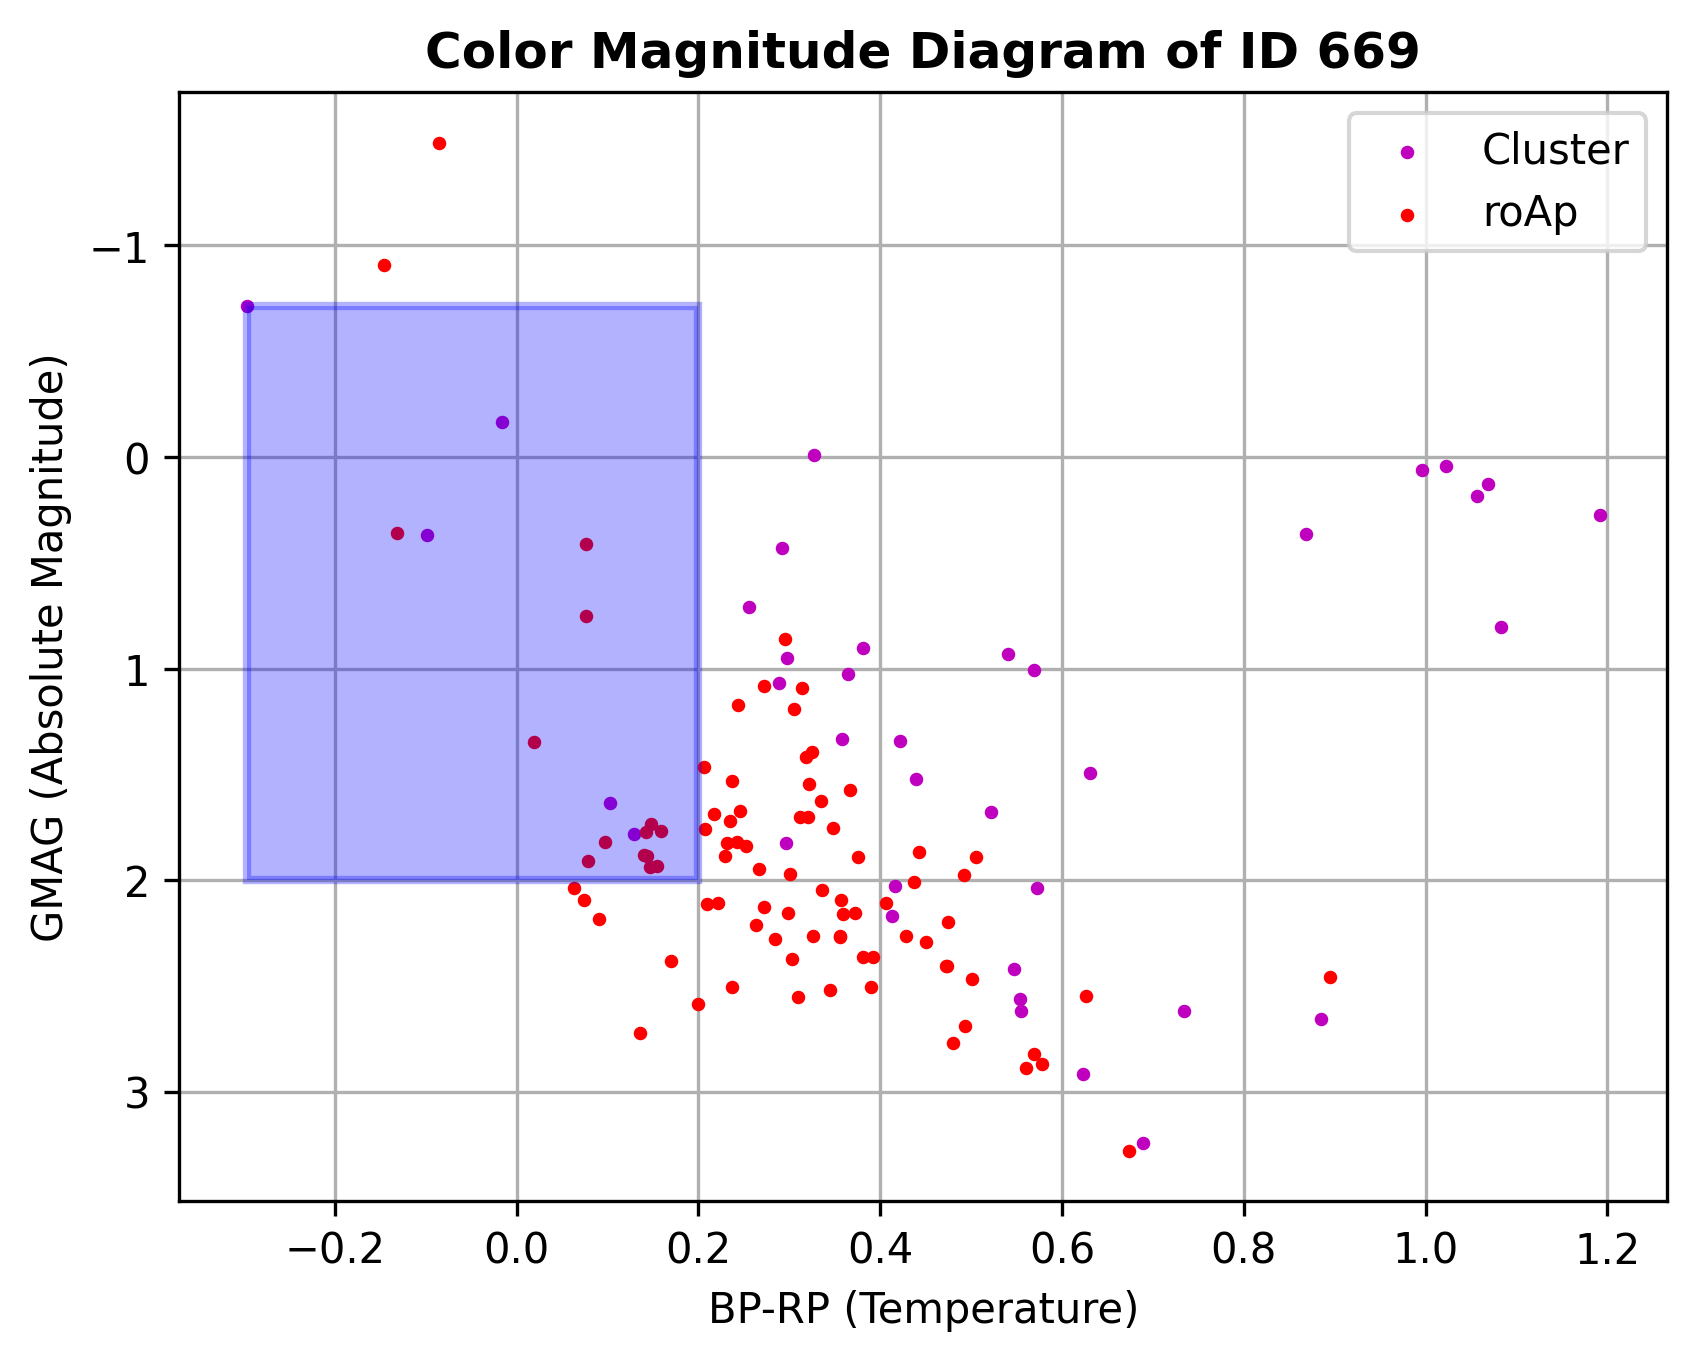 Color Magnitude Diagram of ID 669
Cluster
roAp
−1
0
1
2
3
GMAG (Absolute Magnitude)
−0.2 0.0 0.2 0.4 0.6 0.8 1.0 1.2
BP-RP (Temperature)